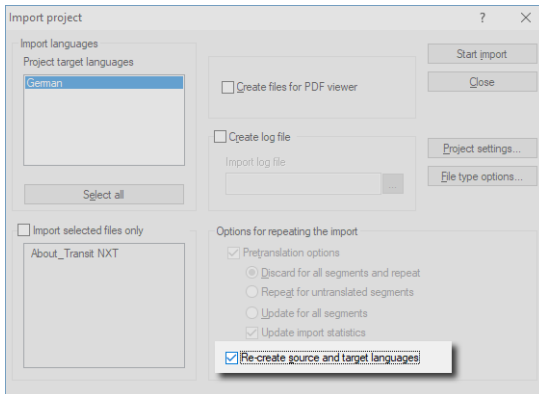 Import project
Import languages
Project target languages
German
Select all
Create files for PDF viewer
Create log file
Import log file
...
Start import
Close
Project settings...
File type options...
Import selected files only
About_Transit NXT
Options for repeating the import
Pretranslation options
Discard for all segments and repeat
Repeat for untranslated segments
Update for all segments
Update import statistics
Re-create source and target languages